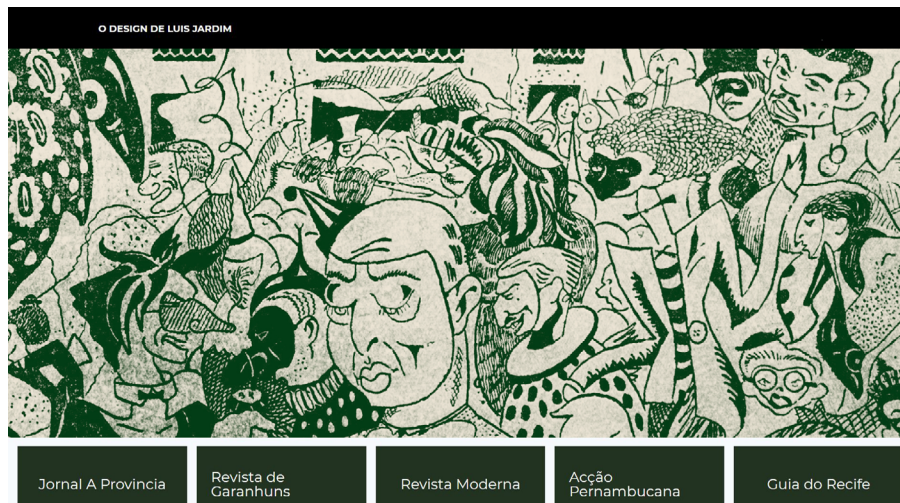 O DESIGN DE LUIS JARDIM
Jornal A Provincia
Revista de
Garanhuns
Revista Moderna
Acção
Pernambucana
Guia do Recife